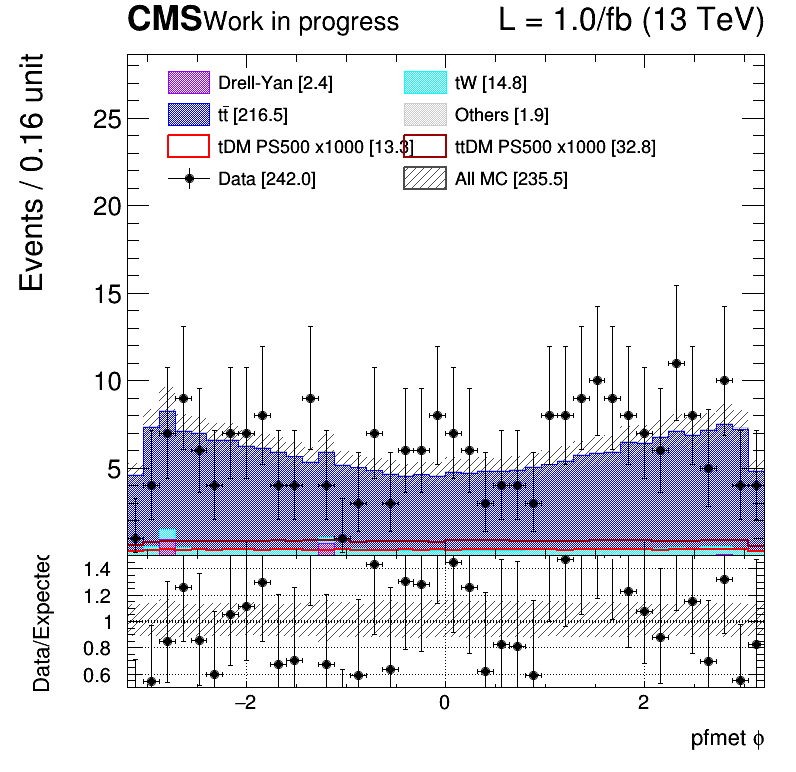 CMS Work in progress L = 1.0/fb (13 TeV)
Events / 0.16 unit
Drell-Yan [2.4] tW [14.8]
tt̄ [216.5] Others [1.9]
tDM PS500 x1000 [13.3] ttDM PS500 x1000 [32.8]
Data [242.0] All MC [235.5]
25
20
15
10
5
Data/Expected
1.4
1.2
1
0.8
0.6
−2 0 2
pfmet ϕ